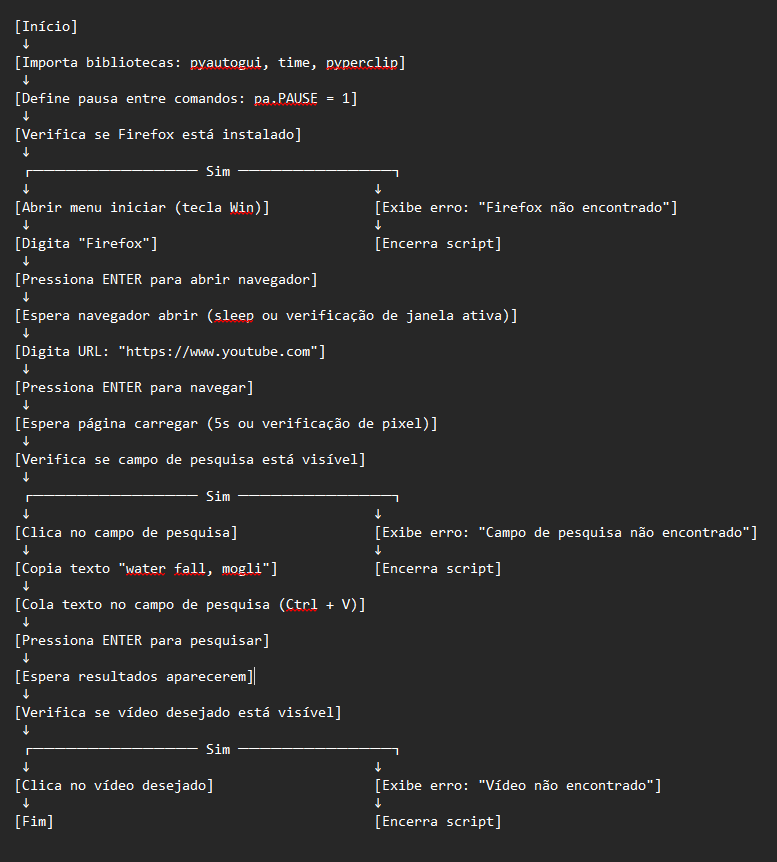 [Início]
↓
[Importa bibliotecas: pyautogui, time, pyperclip]
↓
[Define pausa entre comandos: pa.PAUSE = 1]
↓
[Verifica se Firefox está instalado]
↓
┌─────────────── Sim ──────────────┐
↓ ↓
[Abrir menu iniciar (tecla Win)] [Exibe erro: "Firefox não encontrado"]
↓ ↓
[Digita "Firefox"] [Encerra script]
↓
[Pressiona ENTER para abrir navegador]
↓
[Espera navegador abrir (sleep ou verificação de janela ativa)]
↓
[Digita URL: "https://www.youtube.com"]
↓
[Pressiona ENTER para navegar]
↓
[Espera página carregar (5s ou verificação de pixel)]
↓
[Verifica se campo de pesquisa está visível]
↓
┌─────────────── Sim ──────────────┐
↓ ↓
[Clica no campo de pesquisa] [Exibe erro: "Campo de pesquisa não encontrado"]
↓ ↓
[Copia texto "water fall, mogli"] [Encerra script]
↓
[Cola texto no campo de pesquisa (Ctrl + V)]
↓
[Pressiona ENTER para pesquisar]
↓
[Espera resultados aparecerem]
↓
[Verifica se vídeo desejado está visível]
↓
┌─────────────── Sim ──────────────┐
↓ ↓
[Clica no vídeo desejado] [Exibe erro: "Vídeo não encontrado"]
↓ ↓
[Fim] [Encerra script]